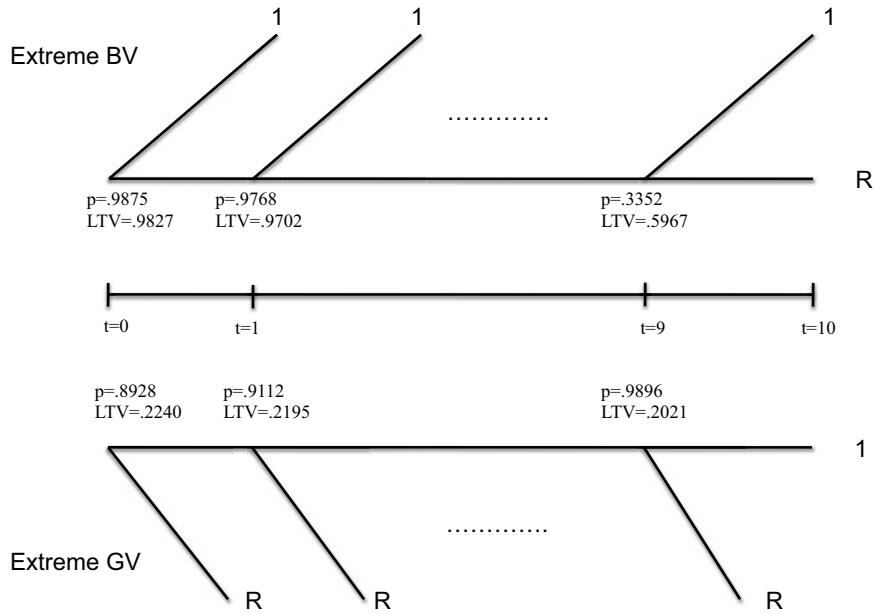 1 1 1
Extreme BV
.............
R
p=.9875 p=.9768 p=.3352
LTV=.9827 LTV=.9702 LTV=.5967
t=0 t=1 t=9 t=10
p=.8928 p=.9112 p=.9896
LTV=.2240 LTV=.2195 LTV=.2021
1
.............
Extreme GV
R R R